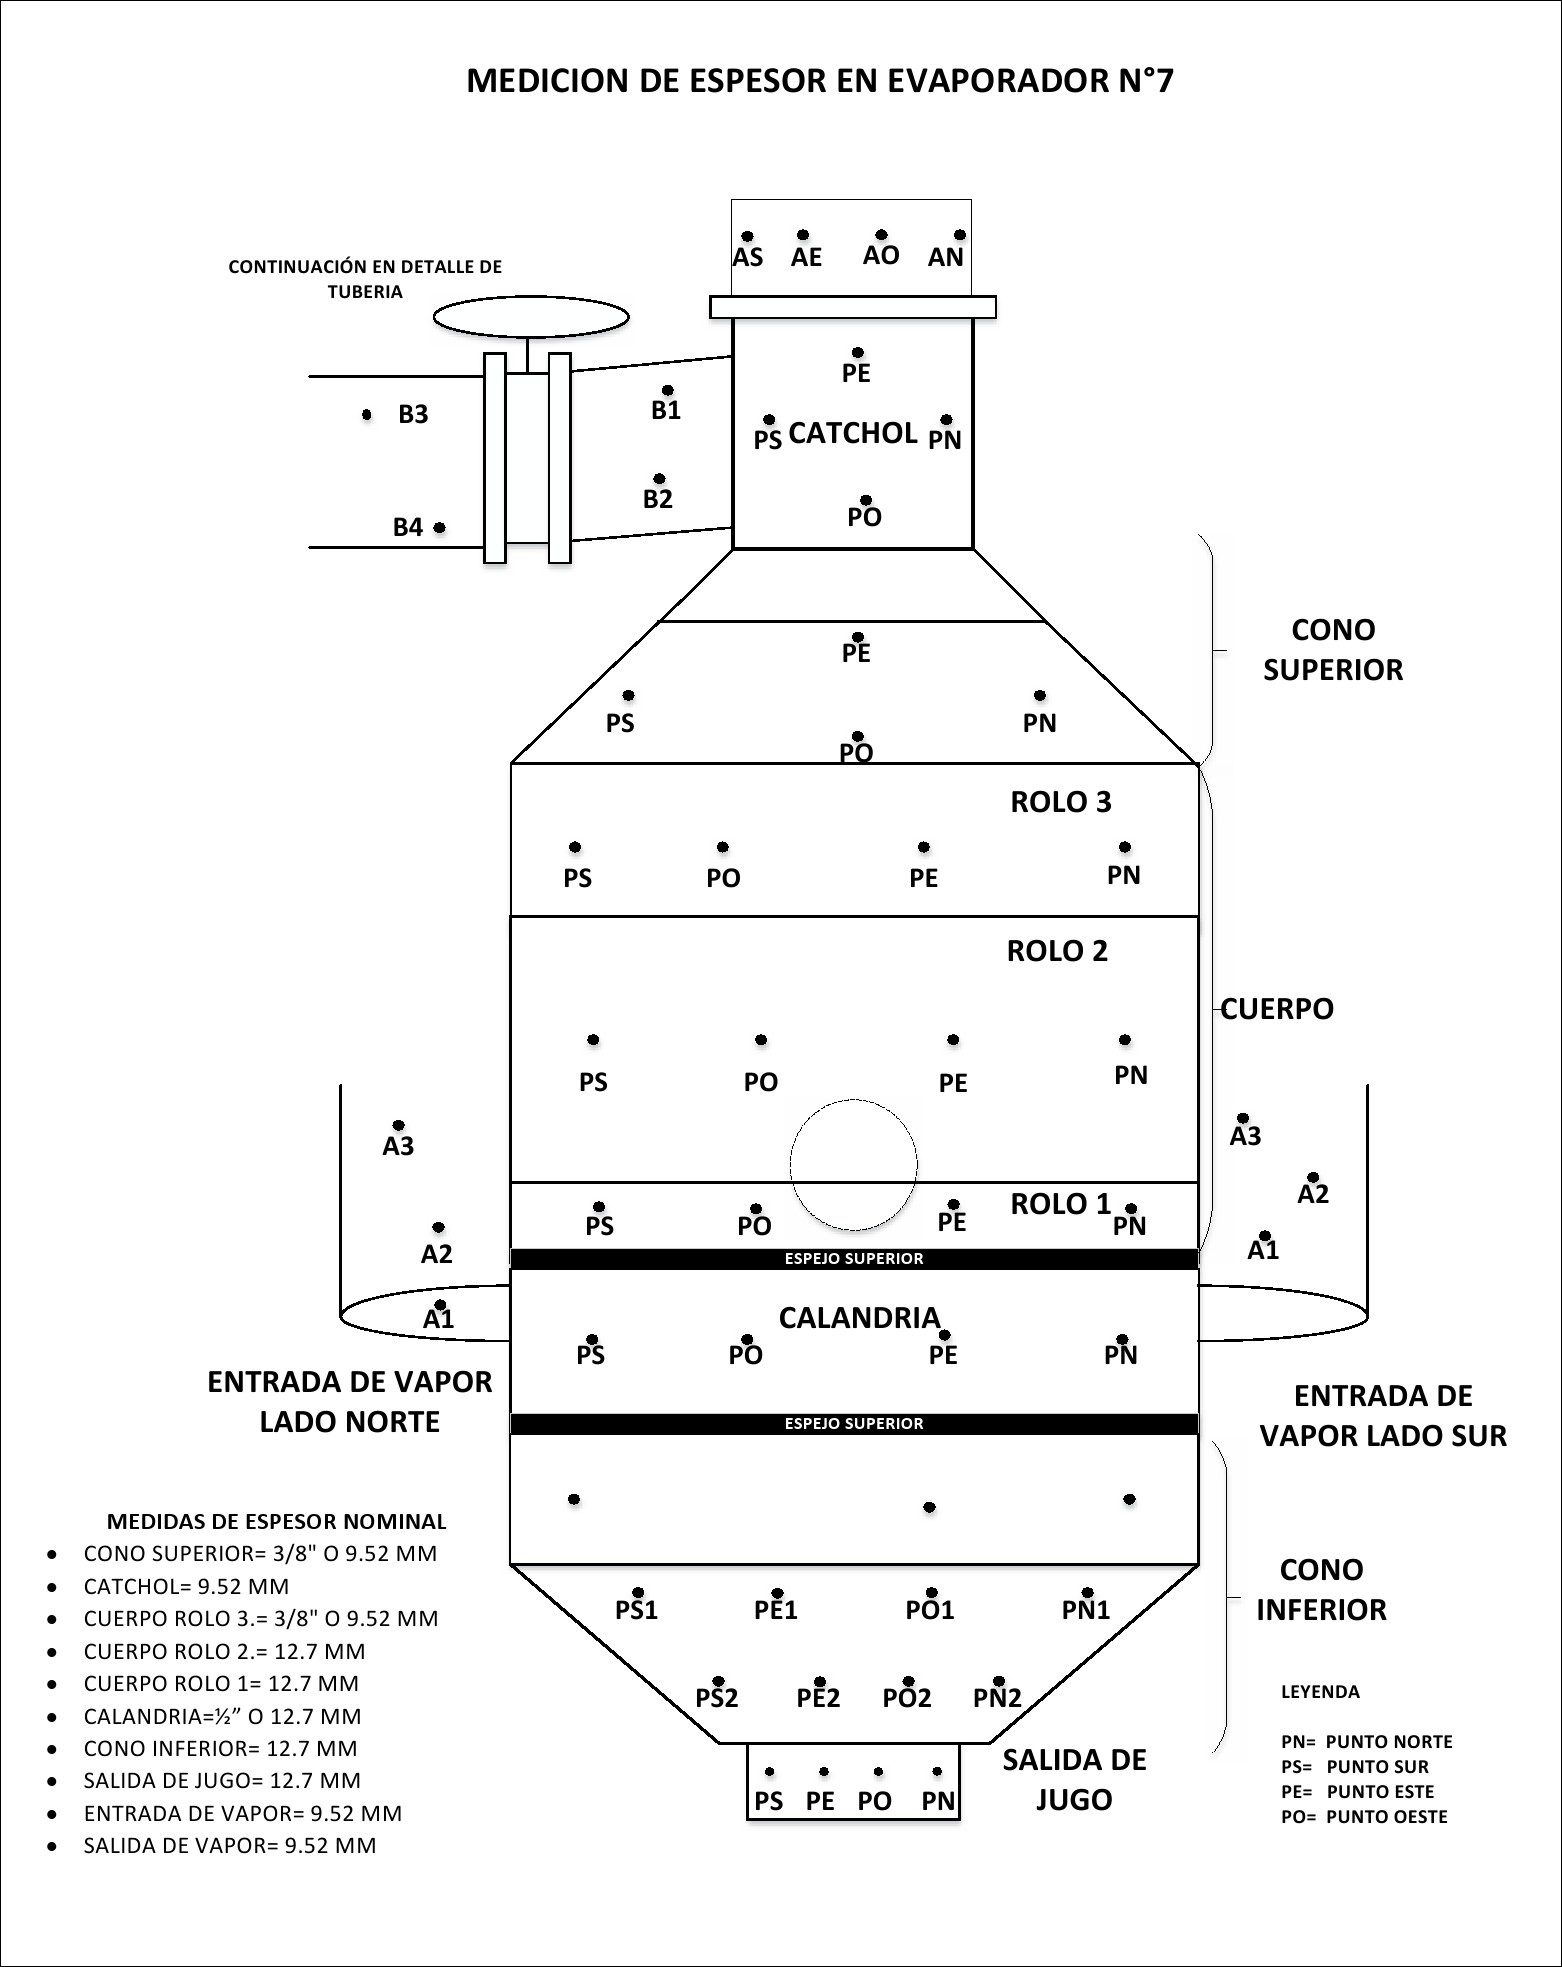 MEDICION DE ESPESOR EN EVAPORADOR N°7
AS AE AO AN
CONTINUACIÓN EN DETALLE DE
TUBERIA
PE
B3
B1
PS CATCHOL PN
B2
PO
B4
CONO
SUPERIOR
PE
PS
PN
PO
ROLO 3
PS PO PE PN
ROLO 2
CUERPO
PS PO PE PN
A3
A3
A2
ROLO 1
PS PO PE PN
A2
A1
ESPEJO SUPERIOR
CALANDRIA
A1
PS PO PE PN
ENTRADA DE VAPOR
LADO NORTE
ENTRADA DE
VAPOR LADO SUR
ESPEJO SUPERIOR
MEDIDAS DE ESPESOR NOMINAL
• CONO SUPERIOR= 3/8" O 9.52 MM
• CATCHOL= 9.52 MM
• CUERPO ROLO 3.= 3/8" O 9.52 MM
• CUERPO ROLO 2.= 12.7 MM
• CUERPO ROLO 1= 12.7 MM
• CALANDRIA=½” O 12.7 MM
• CONO INFERIOR= 12.7 MM
• SALIDA DE JUGO= 12.7 MM
• ENTRADA DE VAPOR= 9.52 MM
• SALIDA DE VAPOR= 9.52 MM
CONO
INFERIOR
PS1 PE1 PO1 PN1
PS2 PE2 PO2 PN2
SALIDA DE
JUGO
PS PE PO PN
LEYENDA
PN= PUNTO NORTE
PS= PUNTO SUR
PE= PUNTO ESTE
PO= PUNTO OESTE